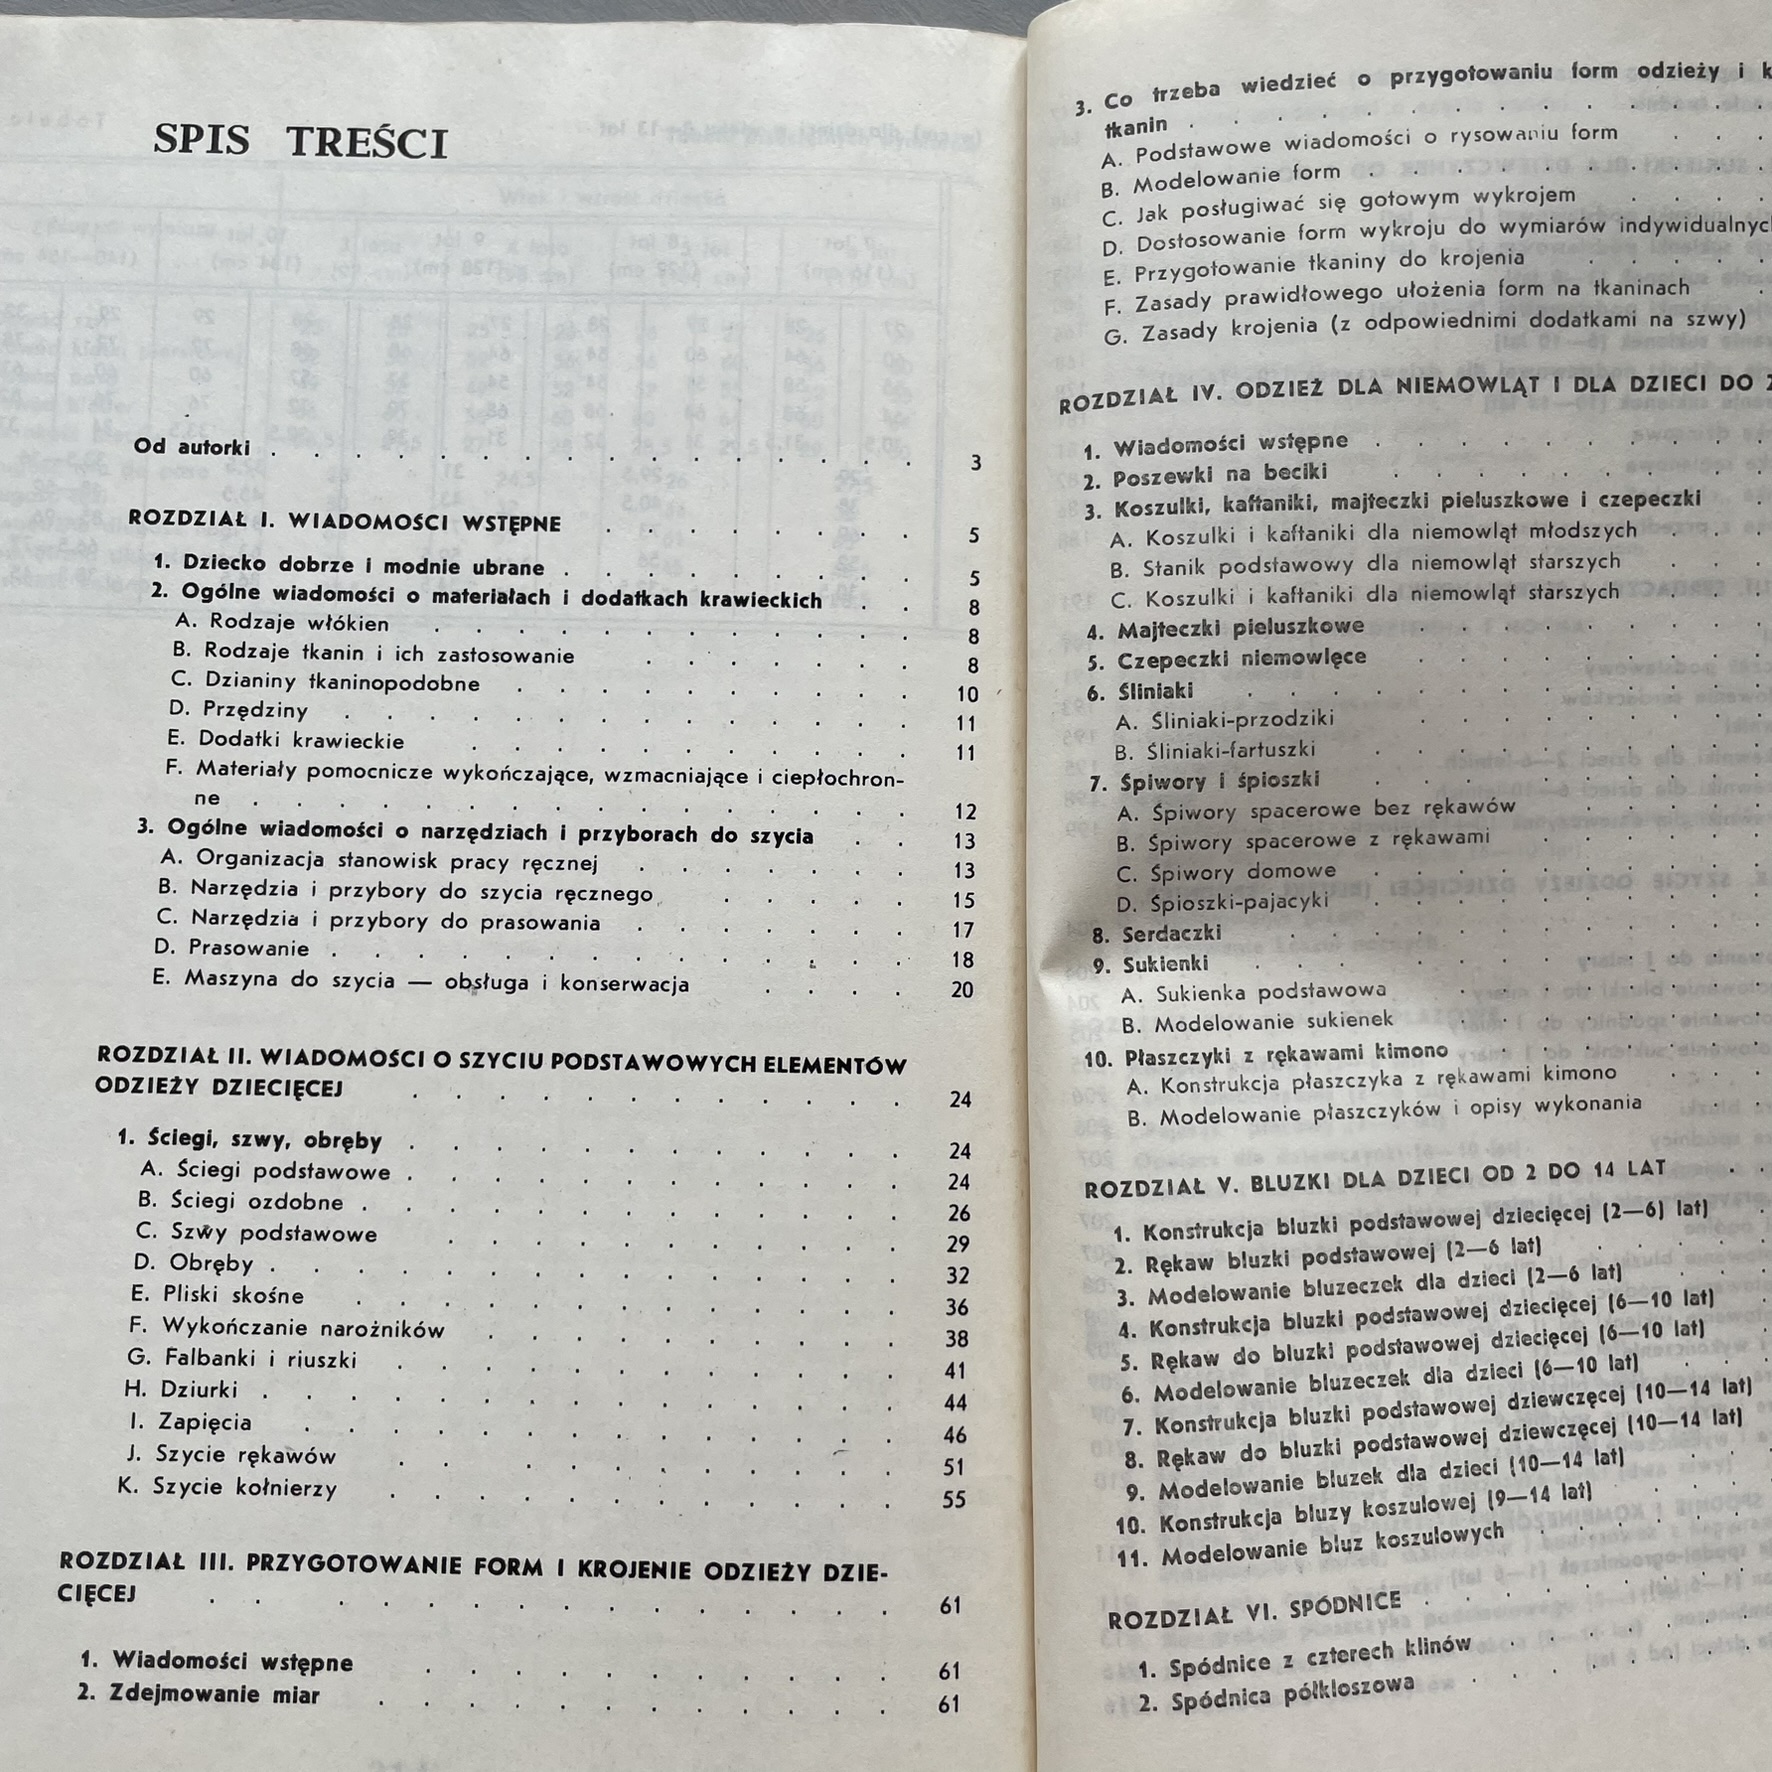 SPIS TREŚCI
Od autorki . . . . . . . . . . . . . . . . 3
ROZDZIAŁ I. WIADOMOŚCI WSTĘPNE . . . . . . . . 5
1. Dziecko dobrze i modnie ubrane . . . . . . . . . 5
2. Ogólne wiadomości o materiałach i dodatkach krawieckich . . 8
A. Rodzaje włókien . . . . . . . . . . . . 8
B. Rodzaje tkanin i ich zastosowanie . . . . . . . 8
C. Dzianiny tkaninopodobne . . . . . . . . . . 10
D. Przędziny . . . . . . . . . . . . . . 11
E. Dodatki krawieckie . . . . . . . . . . . 11
F. Materiały pomocnicze wykończające, wzmacniające i ciepłochron-
ne . . . . . . . . . . . . . . . . 12
3. Ogólne wiadomości o narzędziach i przyborach do szycia . . 13
A. Organizacja stanowisk pracy ręcznej . . . . . . . 13
B. Narzędzia i przybory do szycia ręcznego . . . . . 15
C. Narzędzia i przybory do prasowania . . . . . . . 17
D. Prasowanie . . . . . . . . . . . . . . 18
E. Maszyna do szycia — obsługa i konserwacja . . . . 20
ROZDZIAŁ II. WIADOMOŚCI O SZYCIU PODSTAWOWYCH ELEMENTÓW
ODZIEŻY DZIECIĘCEJ . . . . . . . . . . . . 24
1. Ściegi, szwy, obręby . . . . . . . . . . . . 24
A. Ściegi podstawowe . . . . . . . . . . . . 24
B. Ściegi ozdobne . . . . . . . . . . . . . 26
C. Szwy podstawowe . . . . . . . . . . . 29
D. Obręby . . . . . . . . . . . . . . . 32
E. Pliski skośne . . . . . . . . . . . . . 36
F. Wykończanie narożników . . . . . . . . . . 38
G. Falbanki i riuszki . . . . . . . . . . . . 41
H. Dziurki . . . . . . . . . . . . . . . 44
I. Zapięcia . . . . . . . . . . . . . . 46
J. Szycie rękawów . . . . . . . . . . . 51
K. Szycie kołnierzy . . . . . . . . . . . . 55
ROZDZIAŁ III. PRZYGOTOWANIE FORM I KROJENIE ODZIEŻY DZIE-
CIĘCEJ . . . . . . . . . . . . . . . 61
1. Wiadomości wstępne . . . . . . . . . . . 61
2. Zdejmowanie miar . . . . . . . . . . . . 61
3. Co trzeba wiedzieć o przygotowaniu form odzieży i
tkanin . . . . . . . . . . . . .
A. Podstawowe wiadomości o rysowaniu form . . .
B. Modelowanie form . . . . . . . . . .
C. Jak posługiwać się gotowym wykrojem . . . .
D. Dostosowanie form wykroju do wymiarów indywidualnych
E. Przygotowanie tkaniny do krojenia . . . . .
F. Zasady prawidłowego ułożenia form na tkaninach .
G. Zasady krojenia (z odpowiednimi dodatkami na szwy)
ROZDZIAŁ IV. ODZIEŻ DLA NIEMOWLĄT I DLA DZIECI DO 2
1. Wiadomości wstępne . . . . . . . . . .
2. Poszewki na beciki . . . . . . . . .
3. Koszulki, kaftaniki, majteczki pieluszkowe i czepeczki .
A. Koszulki i kaftaniki dla niemowląt młodszych . . .
B. Stanik podstawowy dla niemowląt starszych . . .
C. Koszulki i kaftaniki dla niemowląt starszych . . .
4. Majteczki pieluszkowe . . . . . . . . .
5. Czepeczki niemowlęce . . . . . . . . .
6. Śliniaki . . . . . . . . . . . . .
A. Śliniaki-przodziki . . . . . . . . .
B. Śliniaki-fartuszki . . . . . . . . . .
7. Śpiwory i śpioszki . . . . . . . . . .
A. Śpiwory spacerowe bez rękawów . . . . .
B. Śpiwory spacerowe z rękawami . . . . . .
C. Śpiwory domowe . . . . . . . . . .
D. Śpioszki-pajacyki . . . . . . . . . .
8. Serdaczki . . . . . . . . . . . .
9. Sukienki . . . . . . . . . . . .
A. Sukienka podstawowa . . . . . . . .
B. Modelowanie sukienek . . . . . . . .
10. Płaszczyki z rękawami kimono . . . . . . .
A. Konstrukcja płaszczyka z rękawami kimono . . .
B. Modelowanie płaszczyków i opisy wykonania . . .
ROZDZIAŁ V. BLUZKI DLA DZIECI OD 2 DO 14 LAT . .
1. Konstrukcja bluzki podstawowej dziecięcej (2—6) lat) .
2. Rękaw bluzki podstawowej (2—6 lat) . . . . .
3. Modelowanie bluzeczek dla dzieci (2—6 lat) . . .
4. Konstrukcja bluzki podstawowej dziecięcej (6—10 lat) .
5. Rękaw do bluzki podstawowej dziecięcej (6—10 lat) .
6. Modelowanie bluzeczek dla dzieci (6—10 lat) . . .
7. Konstrukcja bluzki podstawowej dziewczęcej (10—14 lat)
8. Rękaw do bluzki podstawowej dziewczęcej (10—14 lat)
9. Modelowanie bluzek dla dzieci (10—14 lat) . . .
10. Konstrukcja bluzy koszulowej (9—14 lat) . . . .
11. Modelowanie bluz koszulowych . . . . . .
ROZDZIAŁ VI. SPÓDNICE . . . . . . . . .
1. Spódnice z czterech klinów . . . . . . .
2. Spódnica półkloszowa . . . . . . . .